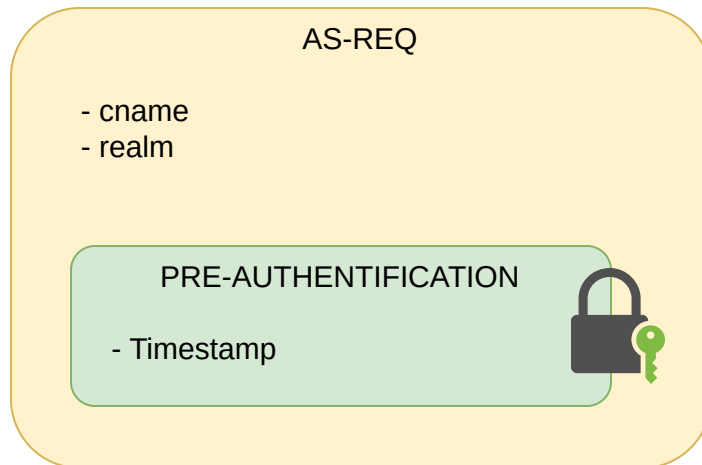 AS-REQ
- cname
- realm
PRE-AUTHENTIFICATION
- Timestamp